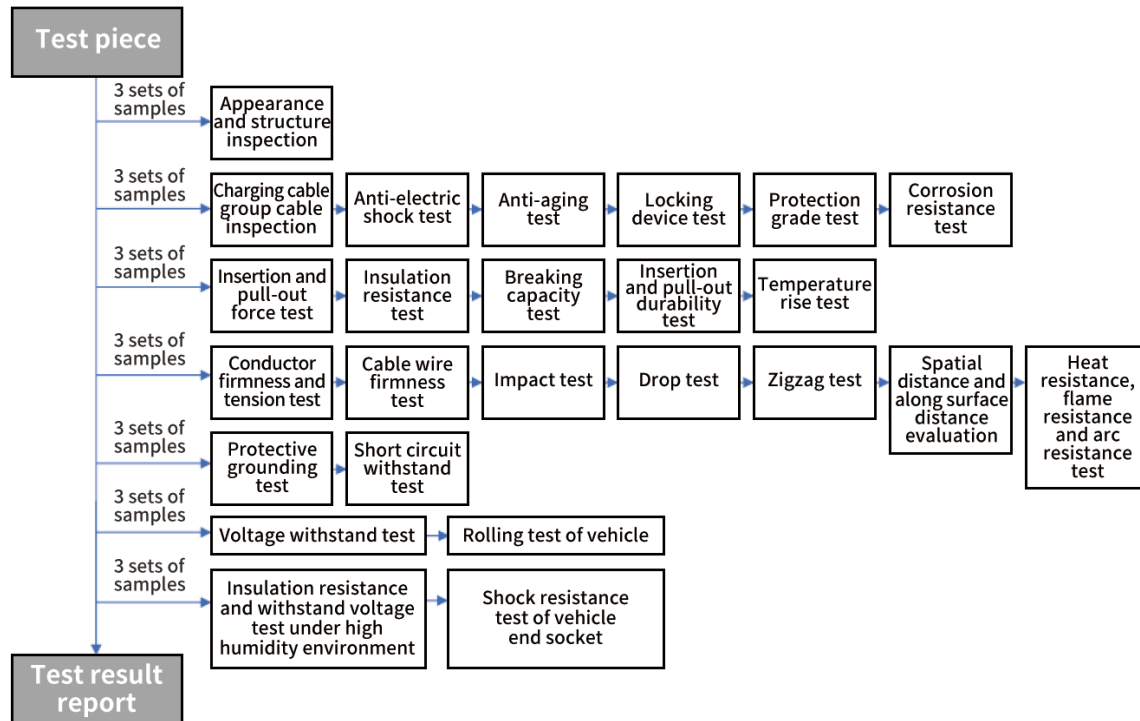 Test piece
3 sets of
samples
Appearance
and structure
inspection
3 sets of
samples
Charging cable
group cable
inspection
Anti-electric
shock test
Anti-aging
test
Locking
device test
Protection
grade test
Corrosion
resistance
test
3 sets of
samples
Insertion and
pull-out
force test
Insulation
resistance
test
Breaking
capacity
test
Insertion
and pull-out
durability
test
Temperature
rise test
3 sets of
samples
Conductor
firmness and
tension test
Cable wire
firmness
test
Impact test
Drop test
Zigzag test
Spatial
distance and
along surface
distance
evaluation
Heat
resistance,
flame
resistance
and arc
resistance
test
3 sets of
samples
Protective
grounding
test
Short circuit
withstand
test
3 sets of
samples
Voltage withstand test
Rolling test of vehicle
3 sets of
samples
Insulation resistance
and withstand voltage
test under high
humidity environment
Shock resistance
test of vehicle
end socket
Test result
report